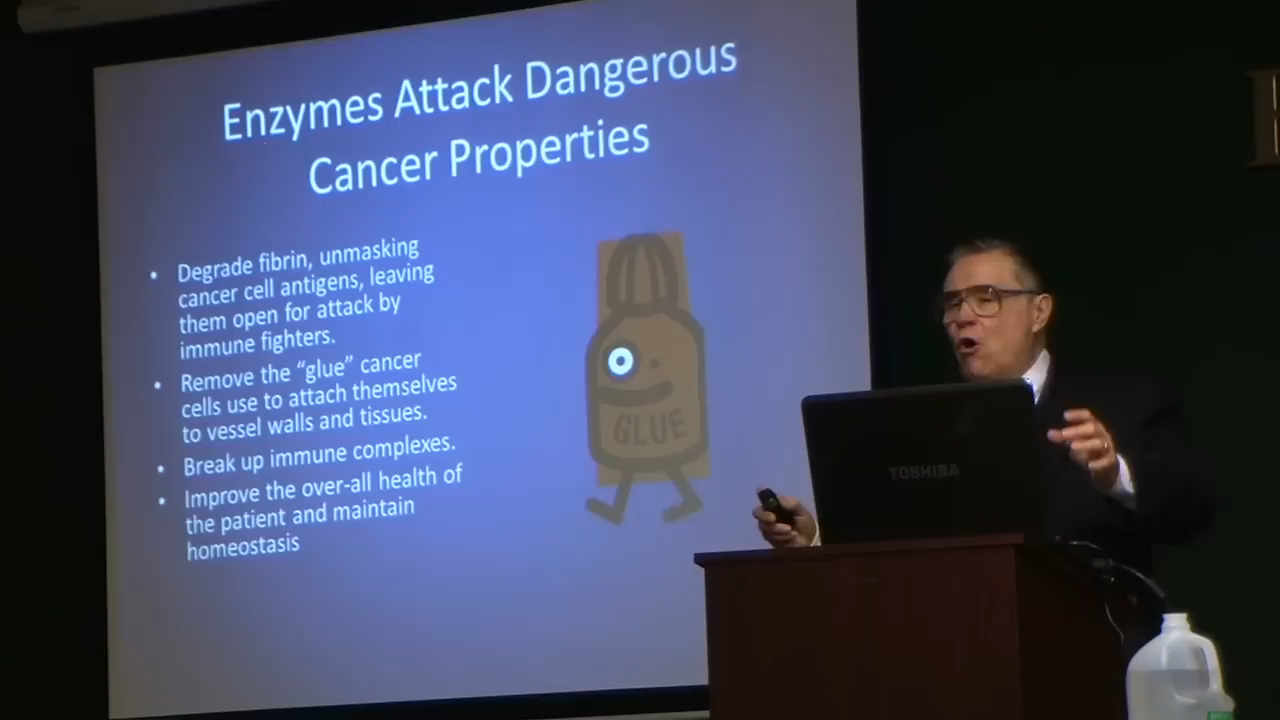 Enzymes Attack Dangerous
Cancer Properties
• Degrade fibrin, unmasking
cancer cell antigens, leaving
them open for attack by
immune fighters.
• Remove the “glue” cancer
cells use to attach themselves
to vessel walls and tissues.
• Break up immune complexes.
• Improve the over-all health of
the patient and maintain
homeostasis
GLUE
TOSHIBA